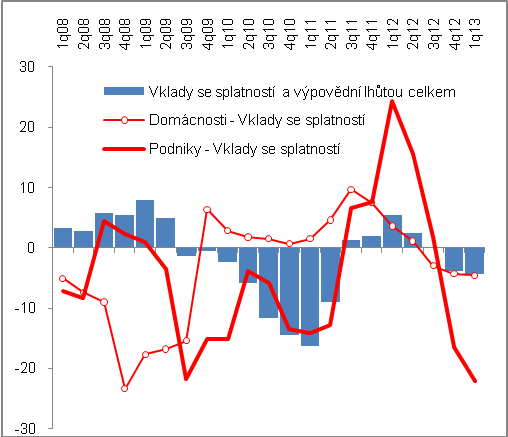 1q08 2q08 3q08 4q08 1q09 2q09 3q09 4q09 1q10 2q10 3q10 4q10 1q11 2q11 3q11 4q11 1q12 2q12 3q12 4q12 1q13
30
Vklady se splatností a výpovědní lhůtou celkem
20
Domácnosti - Vklady se splatností
Podniky - Vklady se splatností
10
0
-10
-20
-30